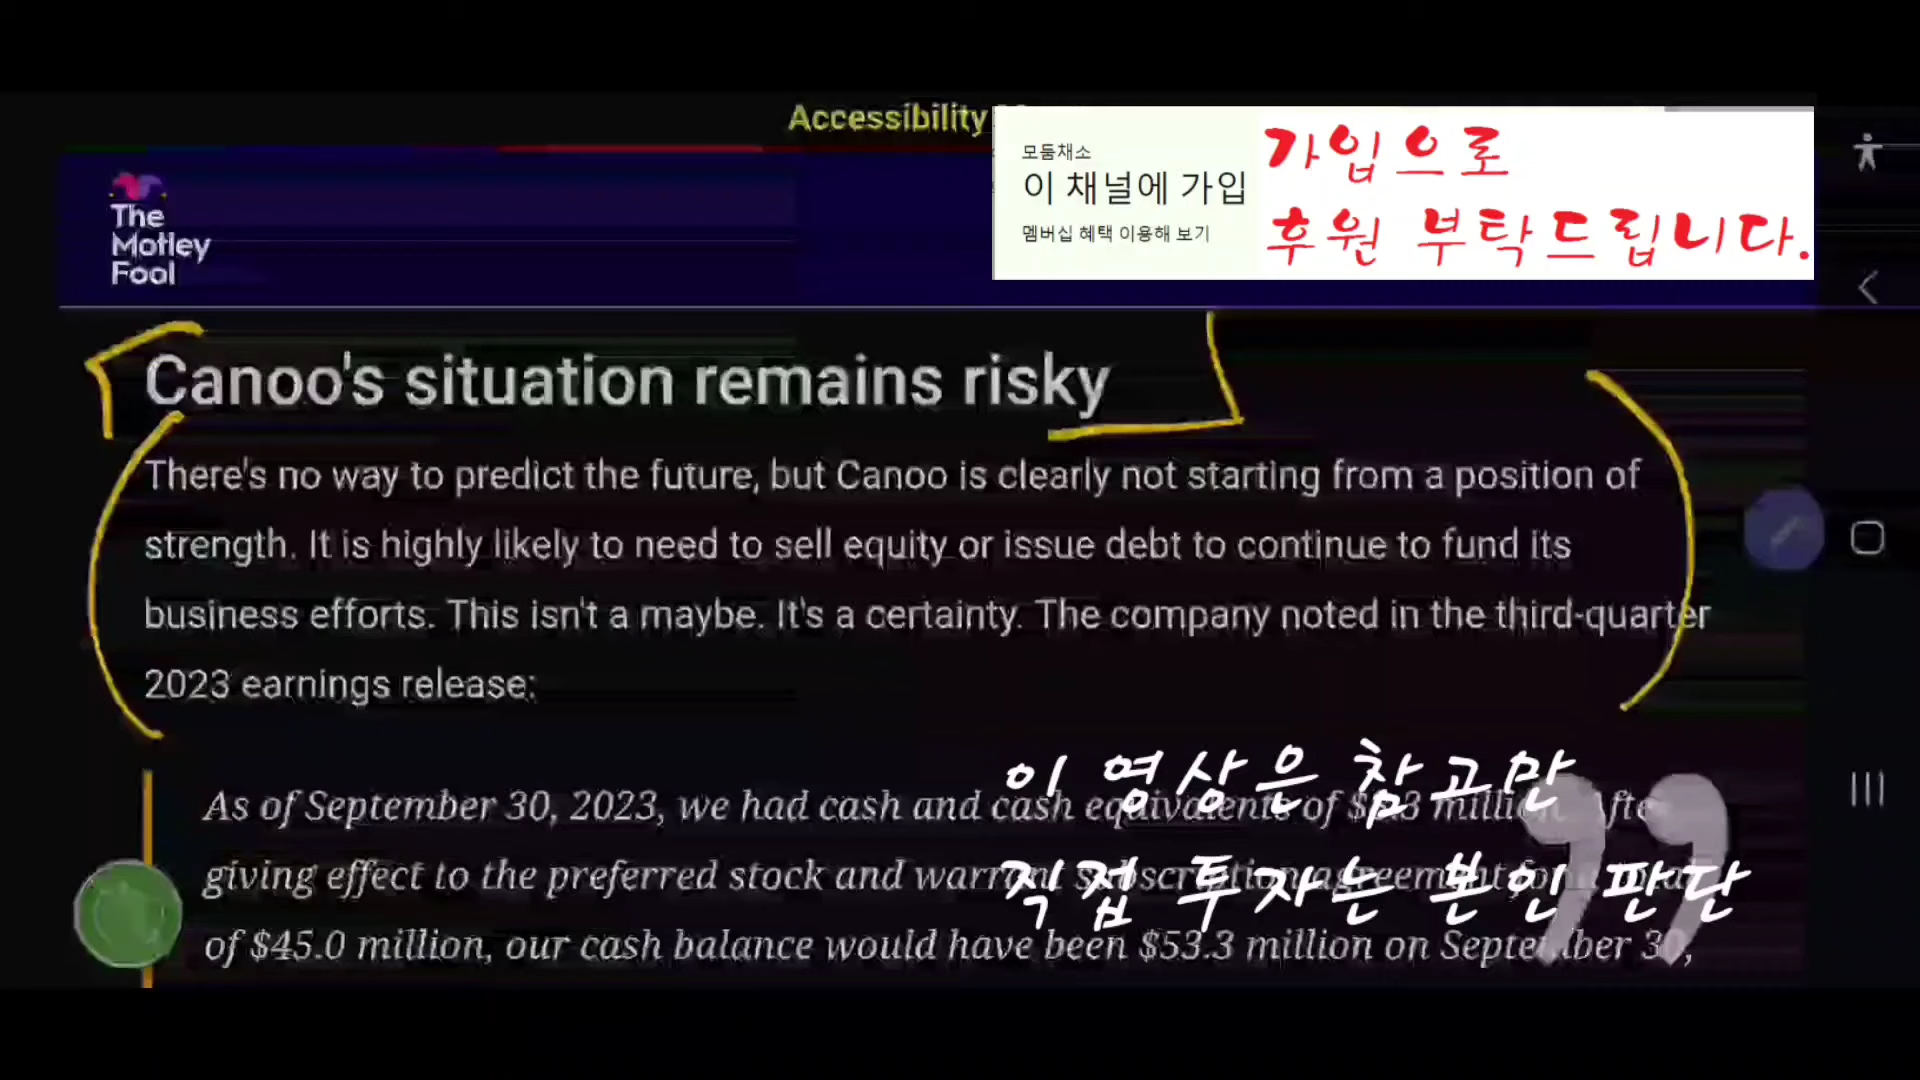 Accessibility
모둠채소
이 채널에 가입
멤버십 혜택 이용해 보기
가입으로
후원 부탁드립니다.
The
Motley
Fool
Canoo's situation remains risky
There's no way to predict the future, but Canoo is clearly not starting from a position of
strength. It is highly likely to need to sell equity or issue debt to continue to fund its
business efforts. This isn't a maybe. It's a certainty. The company noted in the third-quarter
2023 earnings release:
이 영상은 참고만
직접 투자는 본인 판단
As of September 30, 2023, we had cash and cash equivalents of million.
giving effect to the preferred stock and warrant subscription
of $45.0 million, our cash balance would have been $53.3 million on September 30,